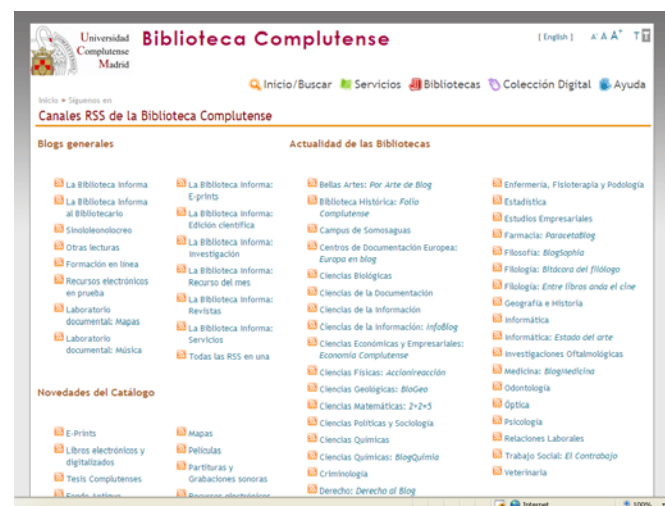 Universidad
Complutense
Madrid
Biblioteca Complutense
[ English ] A- A A+ T T
Inicio/Buscar Servicios Bibliotecas Colección Digital Ayuda
Inicio » Síguenos en
Canales RSS de la Biblioteca Complutense
Blogs generales
La Biblioteca Informa
La Biblioteca Informa
al Bibliotecario
Sinololeonolocreo
Otras lecturas
Formación en línea
Recursos electrónicos
en prueba
Laboratorio
documental: Mapas
Laboratorio
documental: Música
La Biblioteca Informa:
E-prints
La Biblioteca Informa:
Edición científica
La Biblioteca Informa:
Investigación
La Biblioteca Informa:
Recurso del mes
La Biblioteca Informa:
Revistas
La Biblioteca Informa:
Servicios
Todas las RSS en una
Novedades del Catálogo
E-Prints
Libros electrónicos y
digitalizados
Tesis Complutenses
Fondo Antiguo
Mapas
Películas
Partituras y
Grabaciones sonoras
Recursos electrónicos
Actualidad de las Bibliotecas
Bellas Artes: Por Arte de Blog
Biblioteca Histórica: Folio
Complutense
Campus de Somosaguas
Centros de Documentación Europea:
Europa en blog
Ciencias Biológicas
Ciencias de la Documentación
Ciencias de la Información
Ciencias de la información: InfoBlog
Ciencias Económicas y Empresariales:
Economía Complutense
Ciencias Físicas: Accionireacción
Ciencias Geológicas: BloGeo
Ciencias Matemáticas: 2+2=5
Ciencias Políticas y Sociología
Ciencias Químicas
Ciencias Químicas: BlogQuimia
Criminología
Derecho: Derecho al Blog
Enfermería, Fisioterapia y Podología
Estadística
Estudios Empresariales
Farmacia: ParacetaBlog
Filosofía: BlogSophia
Filología: Bitácora del filólogo
Filología: Entre libros anda el cine
Geografía e Historia
Informática
Informática: Estado del arte
Investigaciones Oftalmológicas
Medicina: BlogMedicina
Odontología
Óptica
Psicología
Relaciones Laborales
Trabajo Social: El Contrabajo
Veterinaria
Internet 100%